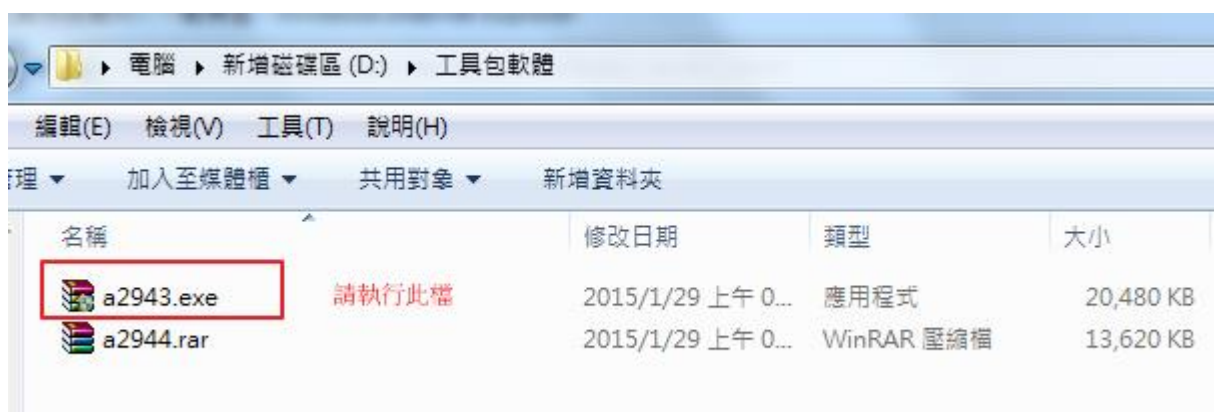 電腦 ▸ 新增磁碟區 (D:) ▸ 工具包軟體
編輯(E) 檢視(V) 工具(T) 說明(H)
理 加入至媒體櫃 共用對象 新增資料夾
名稱 修改日期 類型 大小
a2943.exe 請執行此檔 2015/1/29 上午 0... 應用程式 20,480 KB
a2944.rar 2015/1/29 上午 0... WinRAR 壓縮檔 13,620 KB